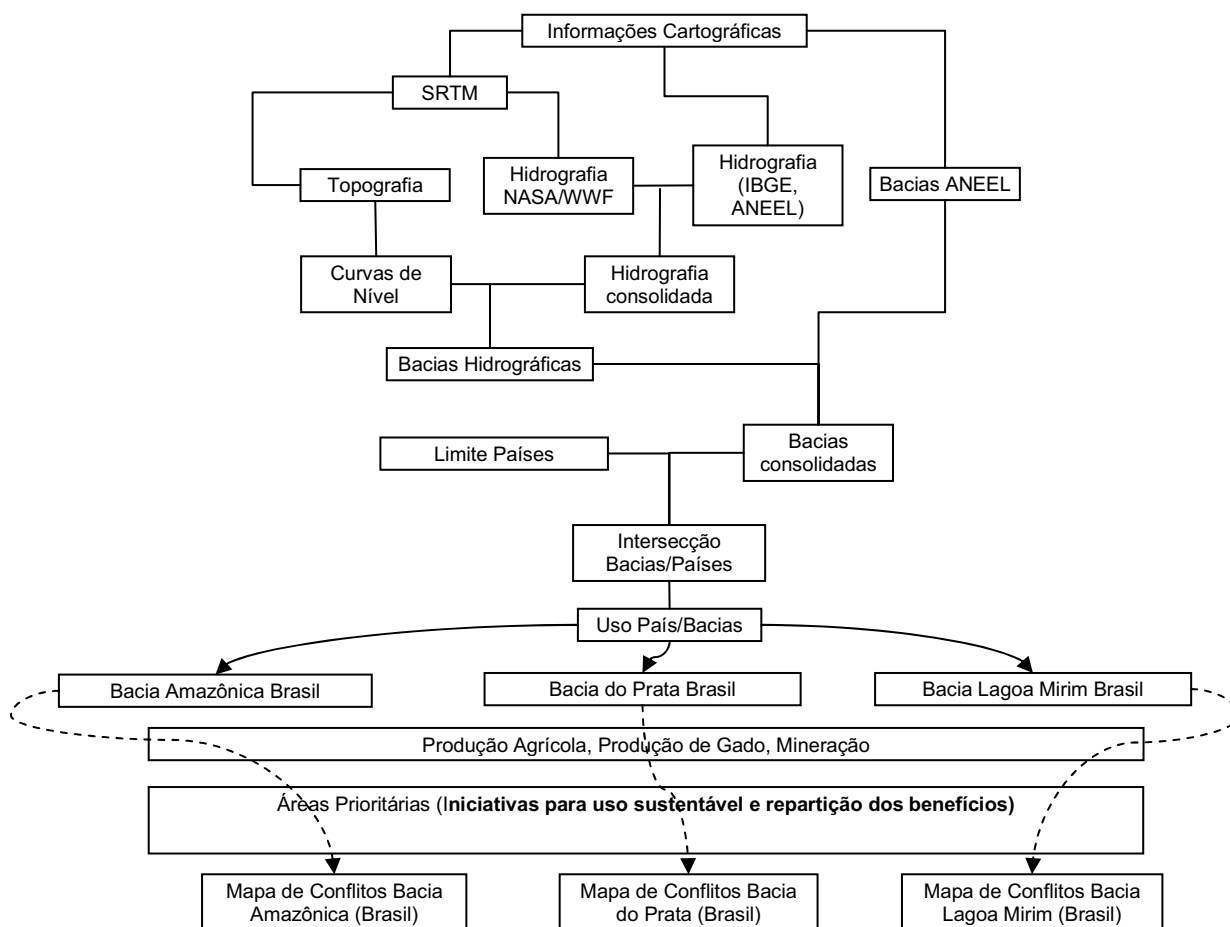 Informações Cartográficas
SRTM
Topografia
Hidrografia
NASA/WWF
Hidrografia
(IBGE,
ANEEL)
Bacias ANEEL
Curvas de
Nível
Hidrografia
consolidada
Bacias Hidrográficas
Limite Países
Bacias
consolidadas
Intersecção
Bacias/Países
Uso País/Bacias
Bacia Amazônica Brasil
Bacia do Prata Brasil
Bacia Lagoa Mirim Brasil
Produção Agrícola, Produção de Gado, Mineração
Áreas Prioritárias (Iniciativas para uso sustentável e repartição dos benefícios)
Mapa de Conflitos Bacia
Amazônica (Brasil)
Mapa de Conflitos Bacia
do Prata (Brasil)
Mapa de Conflitos Bacia
Lagoa Mirim (Brasil)